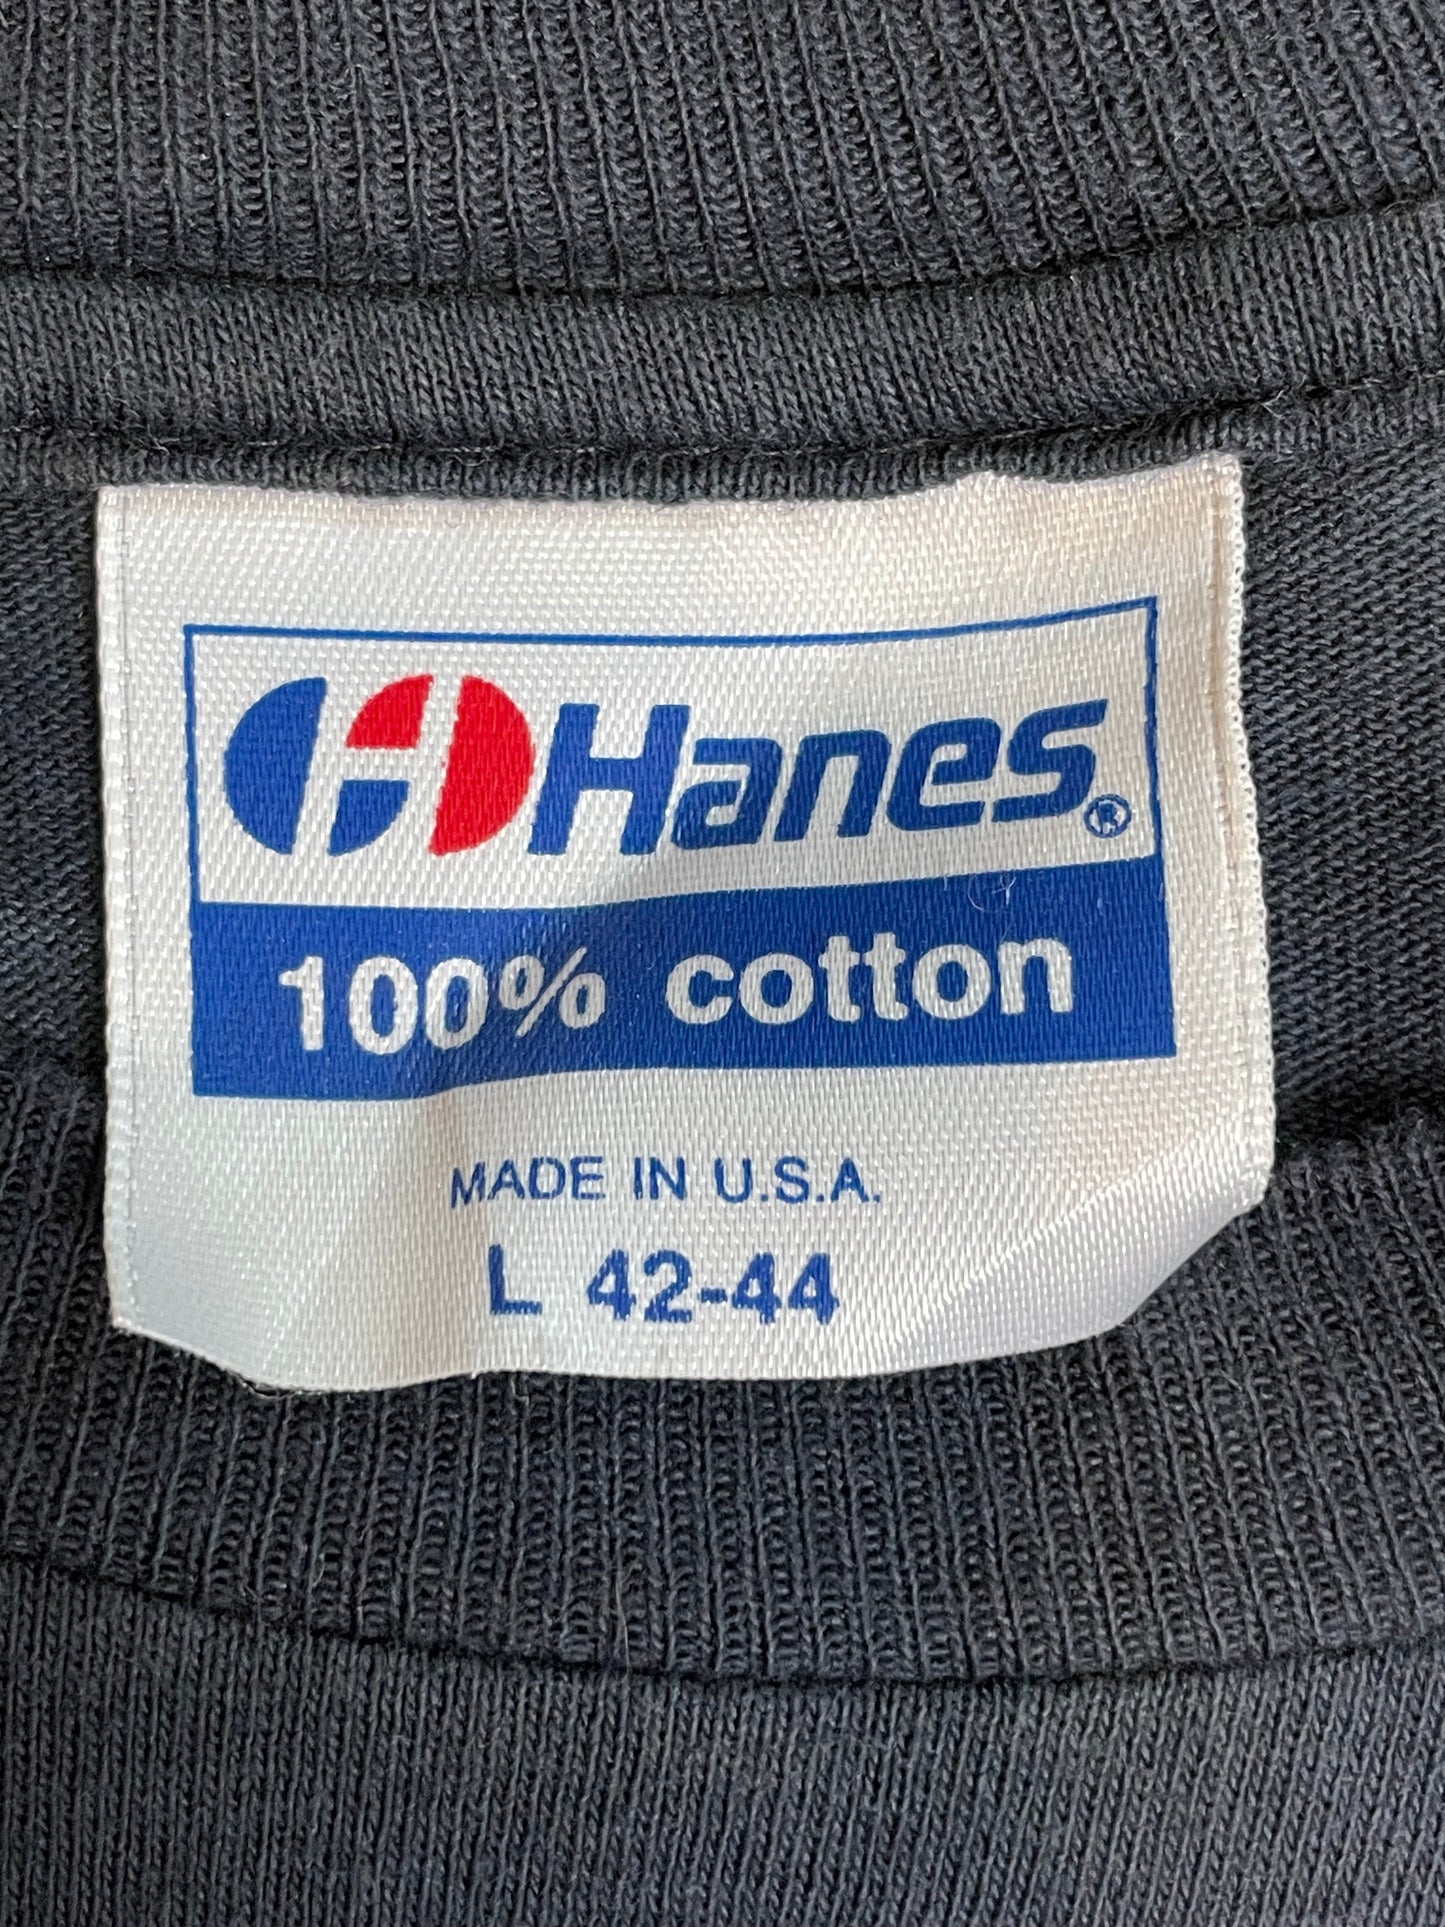 Hanes®
100% cotton
MADE IN U.S.A.
L 42-44